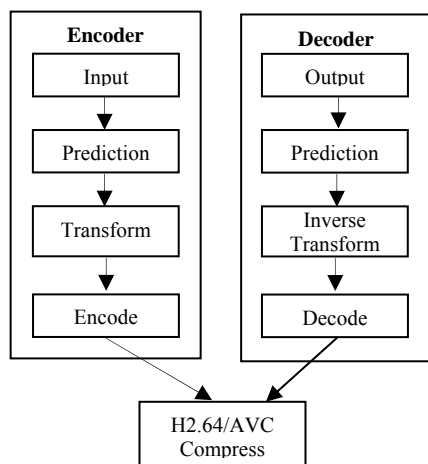 Encoder
Input
Prediction
Transform
Encode
Decoder
Output
Prediction
Inverse
Transform
Decode
H2.64/AVC
Compress